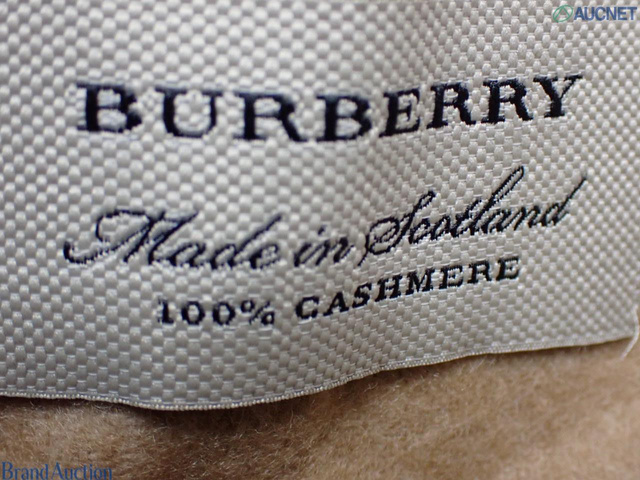 AUCNET
BURBERRY
Made in Scotland
100% CASHMERE
Brand Auction